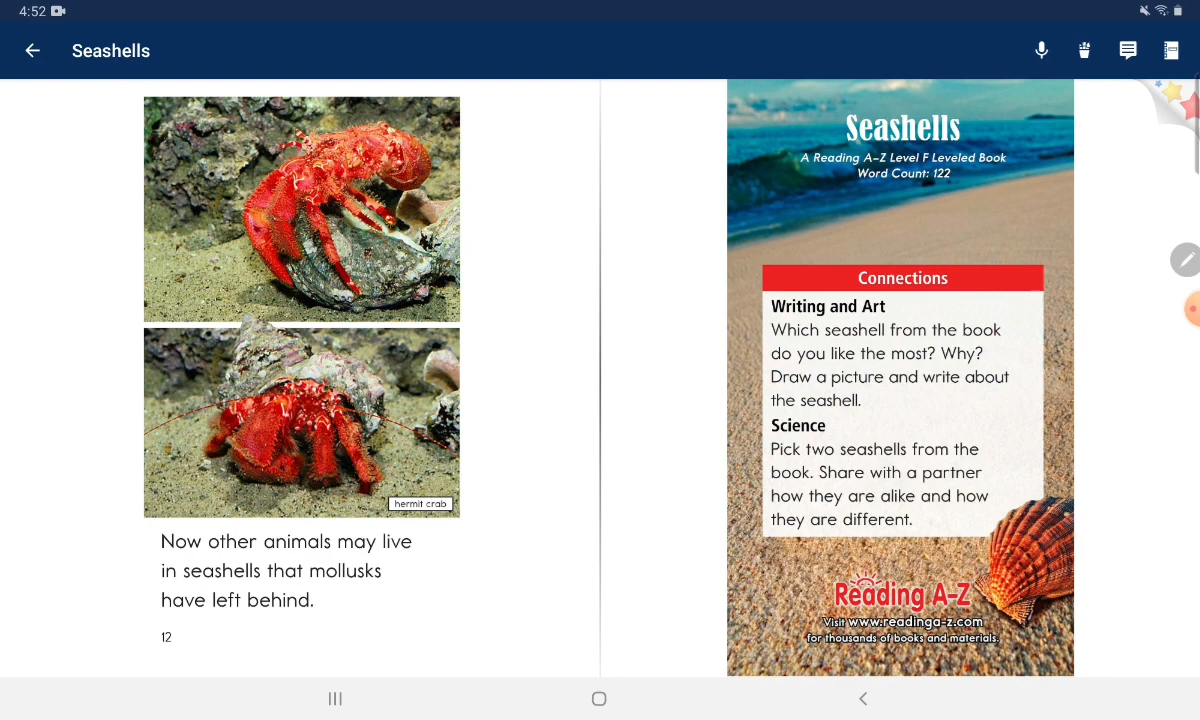 4:52
Seashells
hermit crab
Now other animals may live
in seashells that mollusks
have left behind.
12
Seashells
A Reading A–Z Level F Leveled Book
Word Count: 122
Connections
Writing and Art
Which seashell from the book
do you like the most? Why?
Draw a picture and write about
the seashell.
Science
Pick two seashells from the
book. Share with a partner
how they are alike and how
they are different.
Reading A–Z
Visit www.readinga-z.com
for thousands of books and materials.